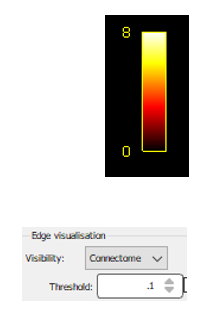 8
0
Edge visualisation
Visibility: Connectome
Threshold: .1